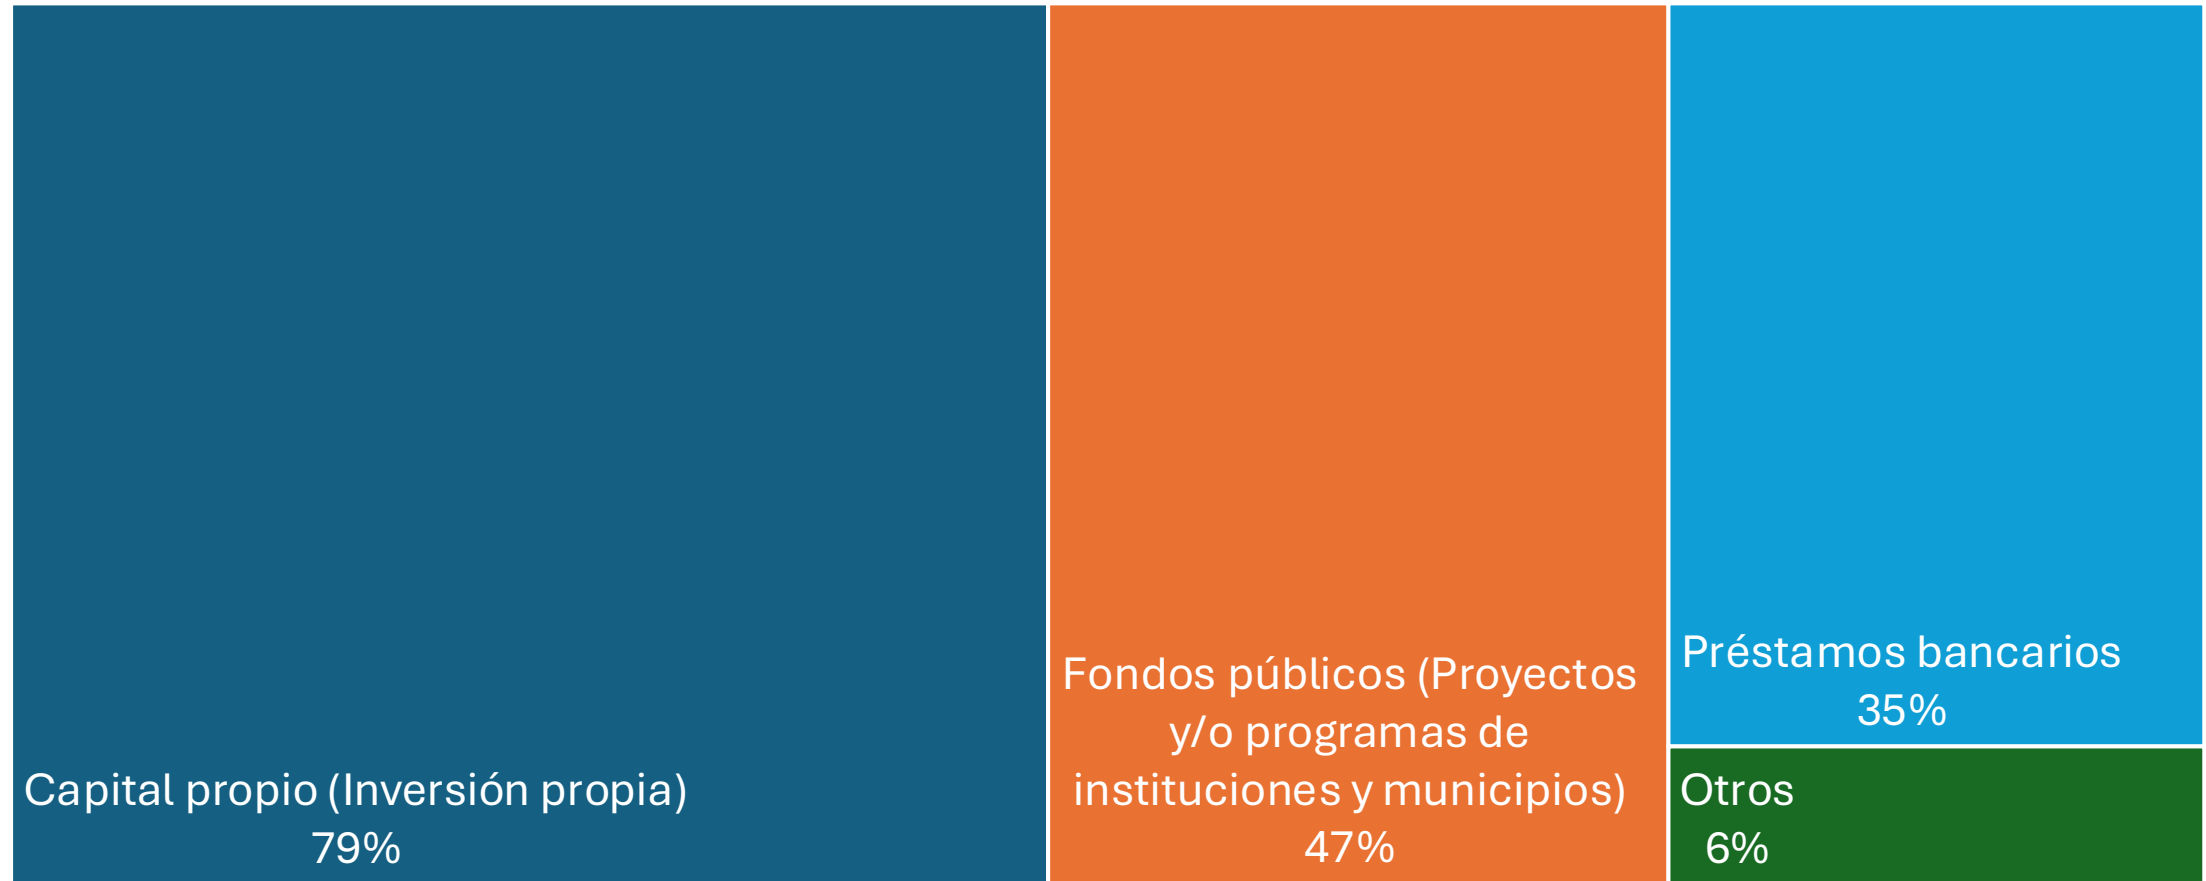 Capital propio (Inversión propia)
79%
Fondos públicos (Proyectos
y/o programas de
instituciones y municipios)
47%
Préstamos bancarios
35%
Otros
6%